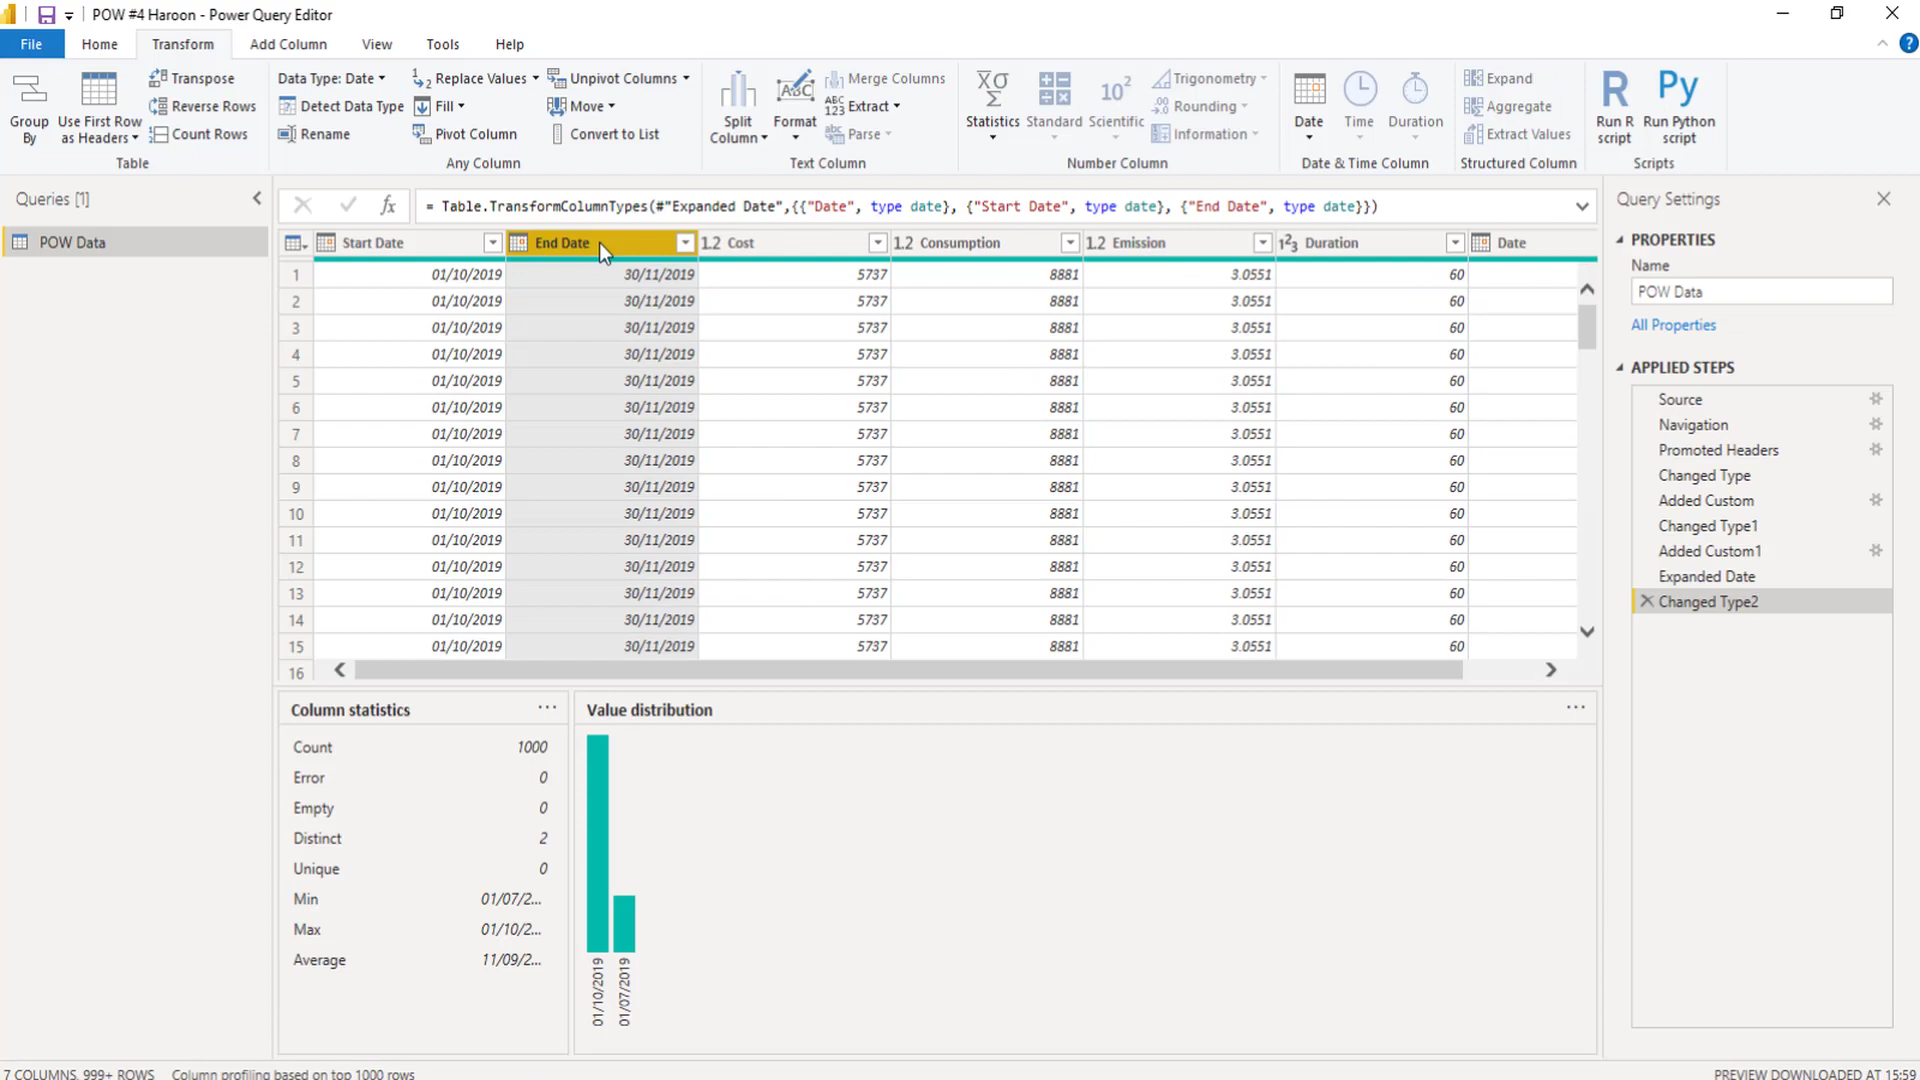 POW #4 Haroon - Power Query Editor
File Home Transform Add Column View Tools Help
Group By
Use First Row as Headers
Transpose
Reverse Rows
Count Rows
Table
Data Type: Date
Detect Data Type
Rename
Replace Values
Fill
Pivot Column
Unpivot Columns
Move
Convert to List
Any Column
Split Column
Format
Merge Columns
Extract
Parse
Text Column
Statistics
Standard
Scientific
Trigonometry
Rounding
Information
Number Column
Date
Time
Duration
Date & Time Column
Expand
Aggregate
Extract Values
Structured Column
Run R script
Run Python script
Scripts
Queries [1]
POW Data
= Table.TransformColumnTypes(#"Expanded Date",{{"Date", type date}, {"Start Date", type date}, {"End Date", type date}})
Start Date End Date 1.2 Cost 1.2 Consumption 1.2 Emission 123 Duration Date
1 01/10/2019 30/11/2019 5737 8881 3.0551 60
2 01/10/2019 30/11/2019 5737 8881 3.0551 60
3 01/10/2019 30/11/2019 5737 8881 3.0551 60
4 01/10/2019 30/11/2019 5737 8881 3.0551 60
5 01/10/2019 30/11/2019 5737 8881 3.0551 60
6 01/10/2019 30/11/2019 5737 8881 3.0551 60
7 01/10/2019 30/11/2019 5737 8881 3.0551 60
8 01/10/2019 30/11/2019 5737 8881 3.0551 60
9 01/10/2019 30/11/2019 5737 8881 3.0551 60
10 01/10/2019 30/11/2019 5737 8881 3.0551 60
11 01/10/2019 30/11/2019 5737 8881 3.0551 60
12 01/10/2019 30/11/2019 5737 8881 3.0551 60
13 01/10/2019 30/11/2019 5737 8881 3.0551 60
14 01/10/2019 30/11/2019 5737 8881 3.0551 60
15 01/10/2019 30/11/2019 5737 8881 3.0551 60
16
Column statistics
Count 1000
Error 0
Empty 0
Distinct 2
Unique 0
Min 01/07/2...
Max 01/10/2...
Average 11/09/2...
Value distribution
01/10/2019
01/07/2019
Query Settings
PROPERTIES
Name
POW Data
All Properties
APPLIED STEPS
Source
Navigation
Promoted Headers
Changed Type
Added Custom
Changed Type1
Added Custom1
Expanded Date
Changed Type2
7 COLUMNS, 999+ ROWS Column profiling based on top 1000 rows
PREVIEW DOWNLOADED AT 15:59